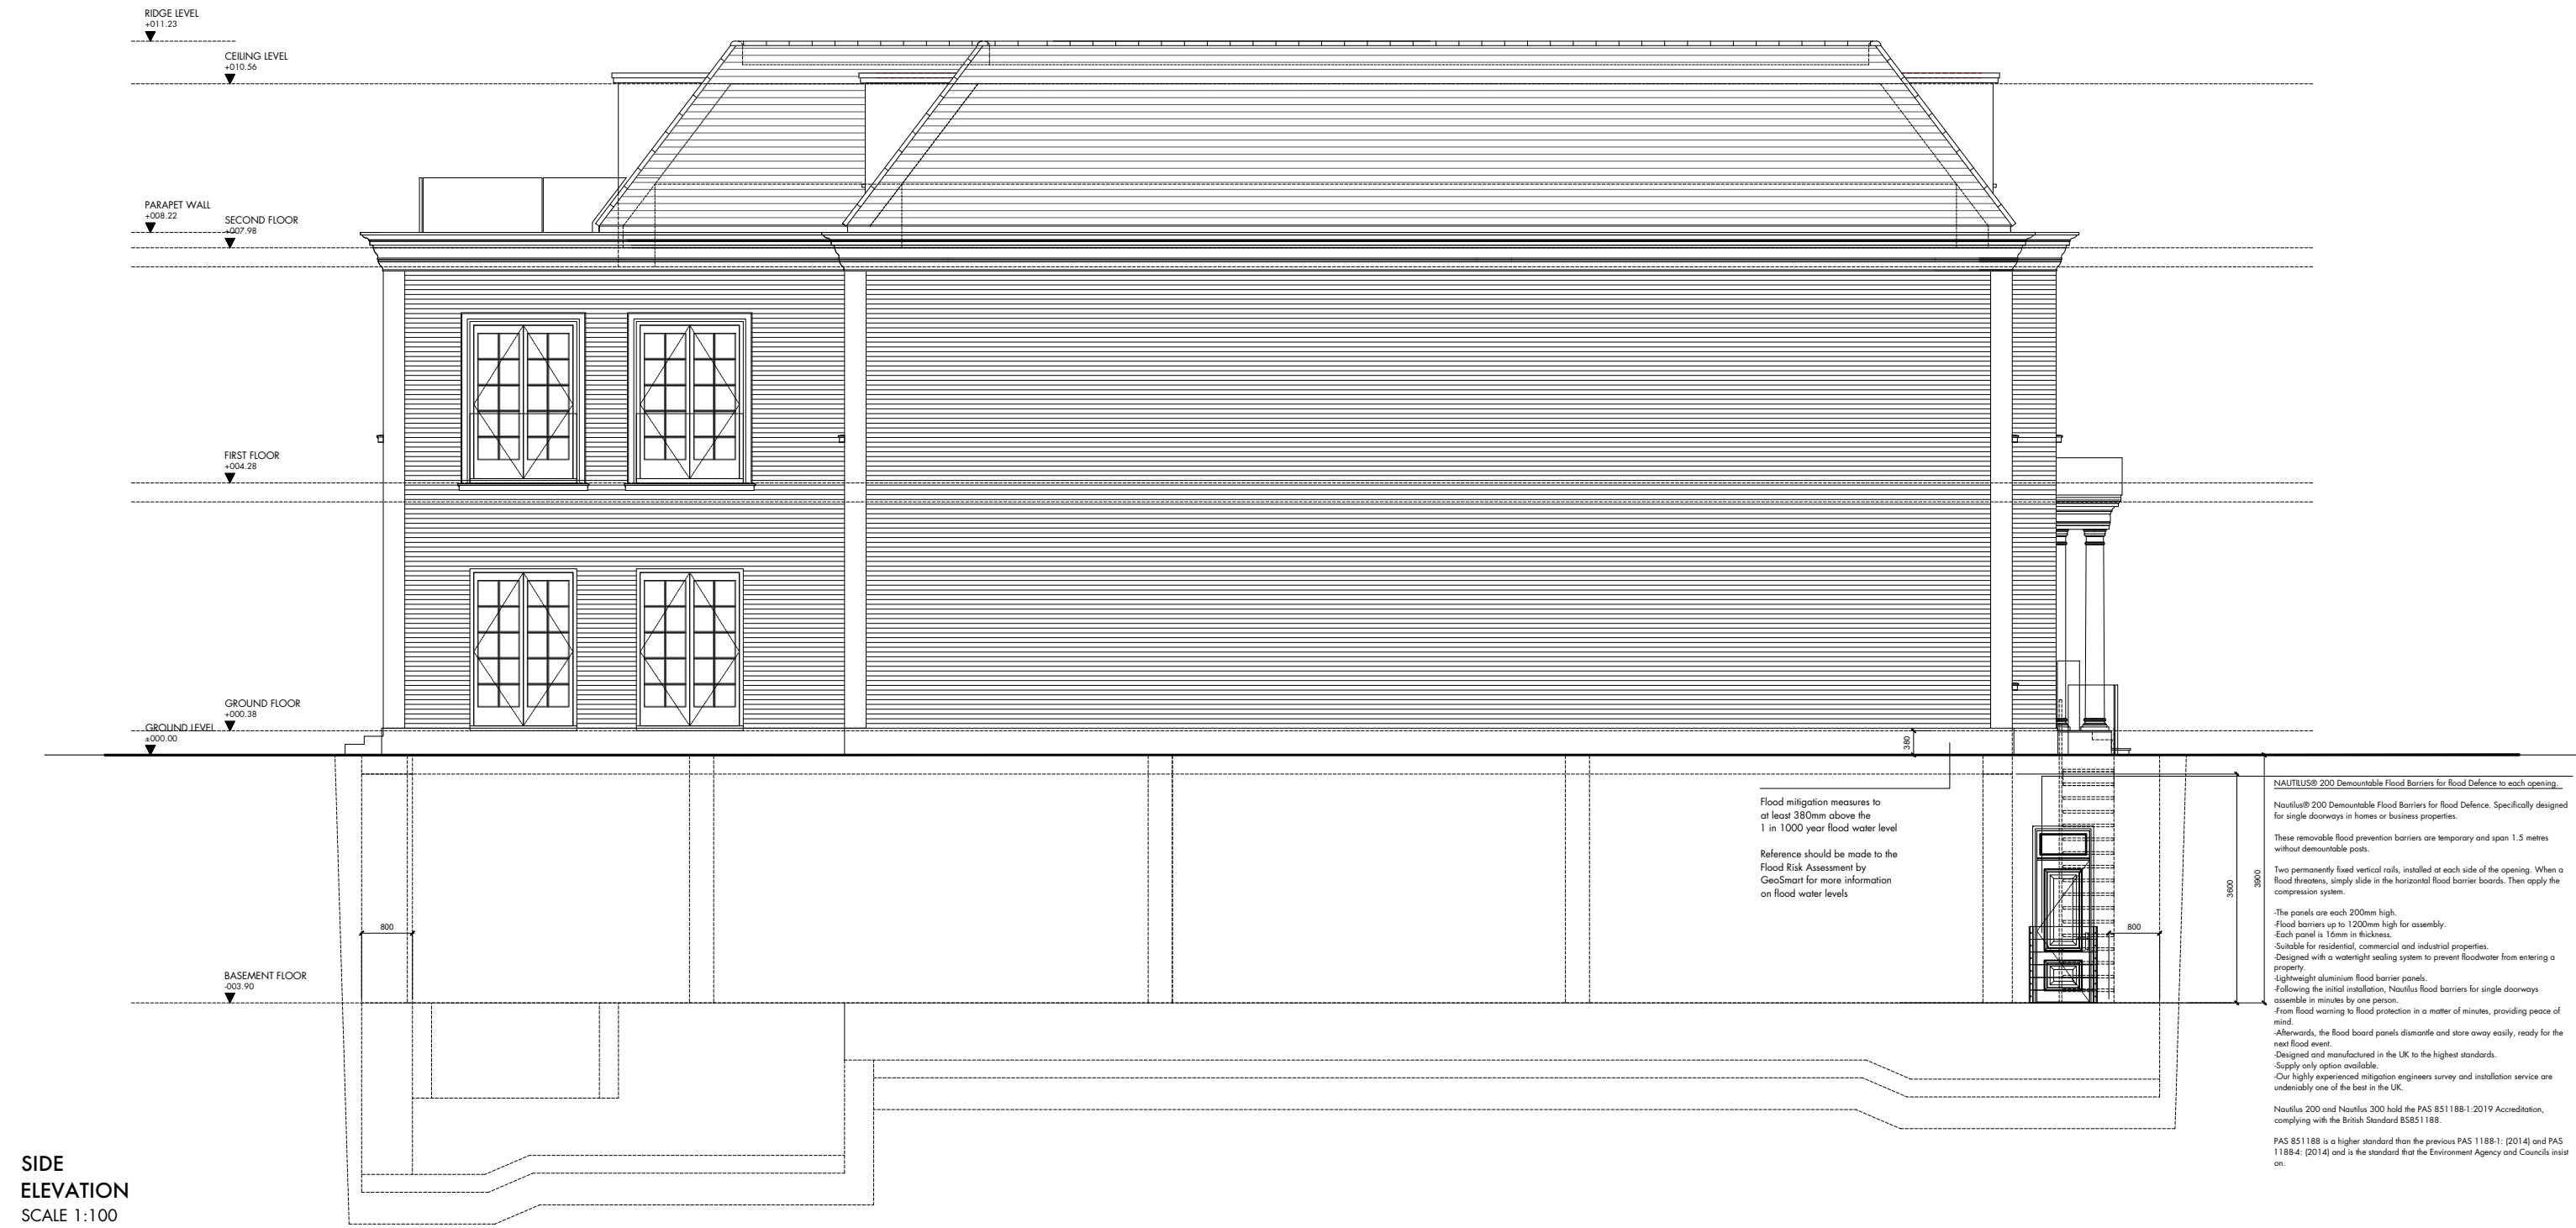 RIDGE LEVEL
+011.23
CEILING LEVEL
+010.56
PARAPET WALL
+008.22
SECOND FLOOR
+007.98
FIRST FLOOR
+004.28
GROUND FLOOR
+000.38
GROUND LEVEL
±000.00
380
Flood mitigation measures to
at least 380mm above the
1 in 1000 year flood water level
Reference should be made to the
Flood Risk Assessment by
GeoSmart for more information
on flood water levels
800
800
3600
3900
BASEMENT FLOOR
-003.90
NAUTILUS® 200 Demountable Flood Barriers for flood Defence to each opening.
Nautilus® 200 Demountable Flood Barriers for flood Defence. Specifically designed
for single doorways in homes or business properties.
These removable flood prevention barriers are temporary and span 1.5 metres
without demountable posts.
Two permanently fixed vertical rails, installed at each side of the opening. When a
flood threatens, simply slide in the horizontal flood barrier boards. Then apply the
compression system.
-The panels are each 200mm high.
-Flood barriers up to 1200mm high for assembly.
-Each panel is 16mm in thickness.
-Suitable for residential, commercial and industrial properties.
-Designed with a watertight sealing system to prevent floodwater from entering a
property.
-Lightweight aluminium flood barrier panels.
-Following the initial installation, Nautilus flood barriers for single doorways
assemble in minutes by one person.
-From flood warning to flood protection in a matter of minutes, providing peace of
mind.
-Afterwards, the flood board panels dismantle and store away easily, ready for the
next flood event.
-Designed and manufactured in the UK to the highest standards.
-Supply only option available.
-Our highly experienced mitigation engineers survey and installation service are
undeniably one of the best in the UK.
Nautilus 200 and Nautilus 300 hold the PAS 851188-1:2019 Accreditation,
complying with the British Standard BS851188.
PAS 851188 is a higher standard than the previous PAS 1188-1: (2014) and PAS
1188-4: (2014) and is the standard that the Environment Agency and Councils insist
on.
SIDE
ELEVATION
SCALE 1:100